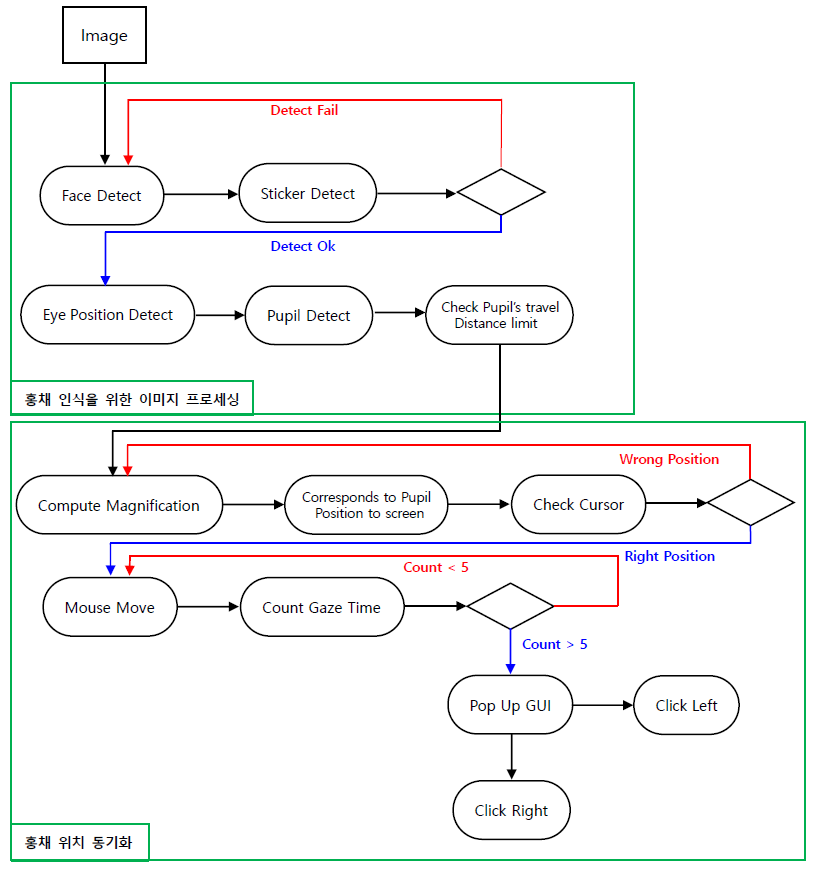 Image
Detect Fail
Face Detect
Sticker Detect
Detect Ok
Eye Position Detect
Pupil Detect
Check Pupil's travel
Distance limit
홍채 인식을 위한 이미지 프로세싱
Wrong Position
Compute Magnification
Corresponds to Pupil
Position to screen
Check Cursor
Right Position
Count < 5
Mouse Move
Count Gaze Time
Count > 5
Pop Up GUI
Click Left
Click Right
홍채 위치 동기화